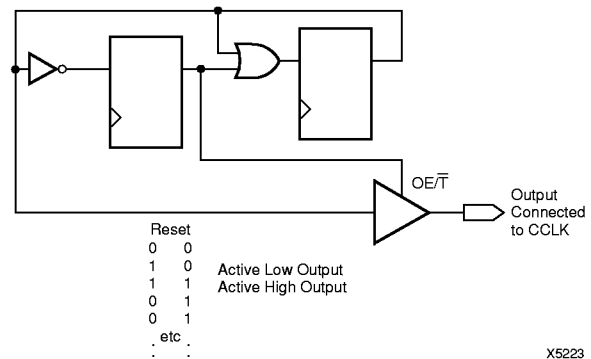 OE/T̅
Output
Connected
to CCLK
Reset
0 0
1 0
1 1
0 1
0 1
. etc .
. .
Active Low Output
Active High Output
X5223